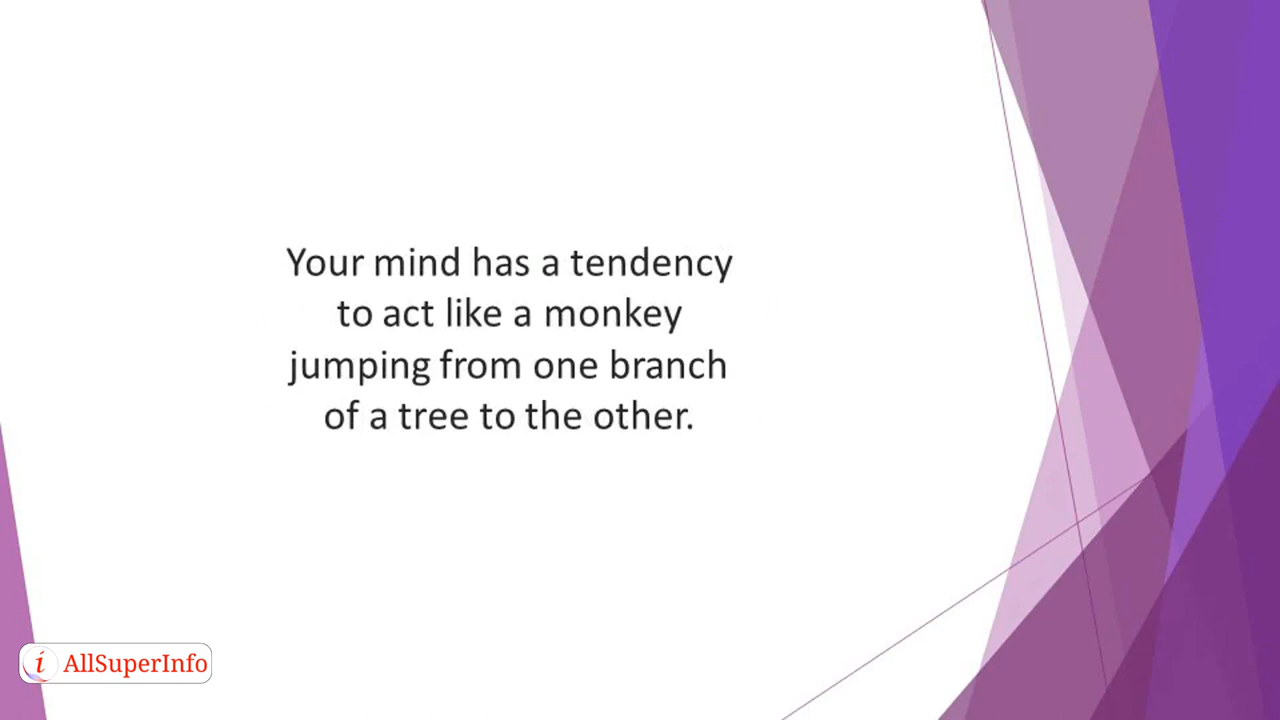 Your mind has a tendency
to act like a monkey
jumping from one branch
of a tree to the other.
i AllSuperInfo